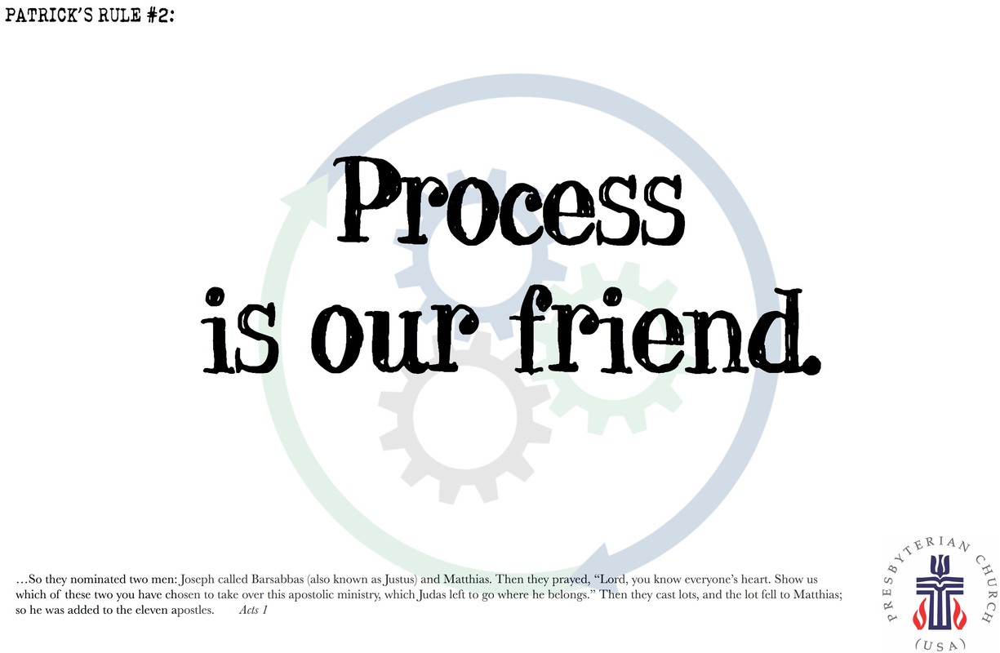 PATRICK'S RULE #2:
Process
is our friend.
…So they nominated two men: Joseph called Barsabbas (also known as Justus) and Matthias. Then they prayed, “Lord, you know everyone’s heart. Show us
which of these two you have chosen to take over this apostolic ministry, which Judas left to go where he belongs.” Then they cast lots, and the lot fell to Matthias;
so he was added to the eleven apostles. Acts 1
PRESBYTERIAN CHURCH
(USA)